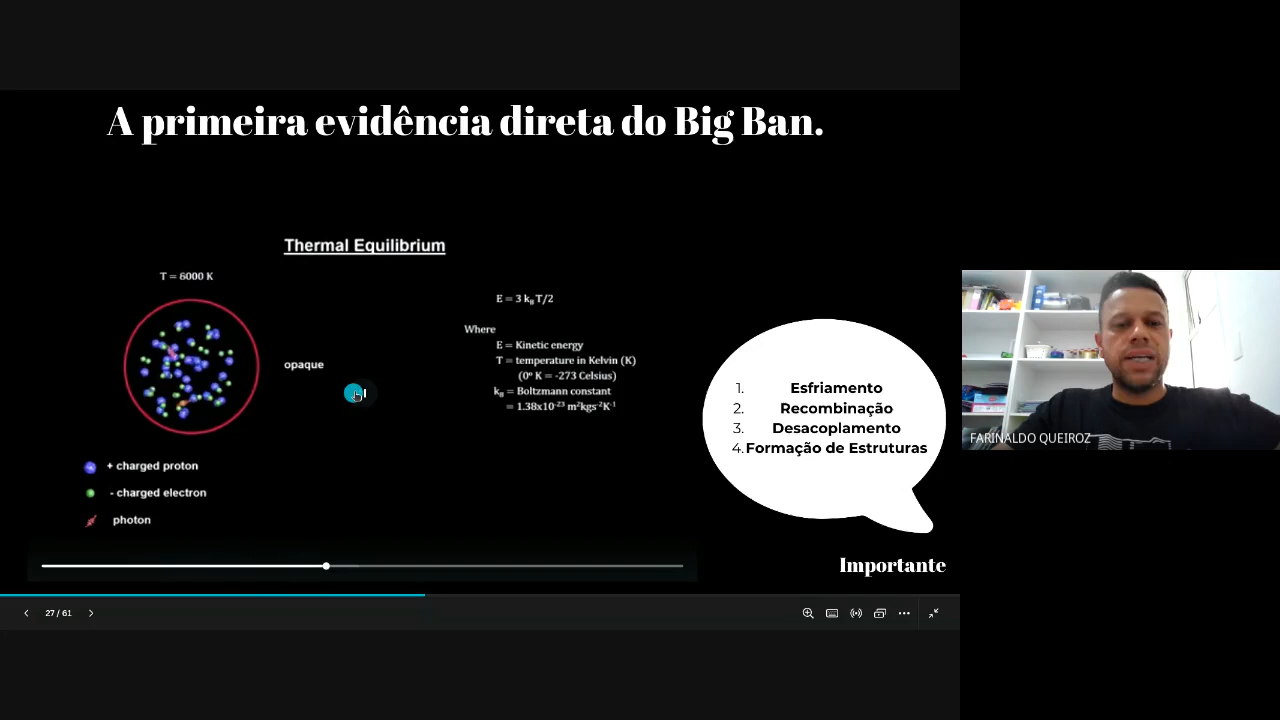 A primeira evidência direta do Big Ban.
Thermal Equilibrium
T = 6000 K
opaque
E = 3 kB T/2
Where
E = Kinetic energy
T = temperature in Kelvin (K)
(0º K = -273 Celsius)
kB = Boltzmann constant
= 1.38x10-23 m2kgs-2K-1
+ charged proton
- charged electron
photon
1. Esfriamento
2. Recombinação
3. Desacoplamento
4. Formação de Estruturas
Importante
27 / 61
FARINALDO QUEIROZ